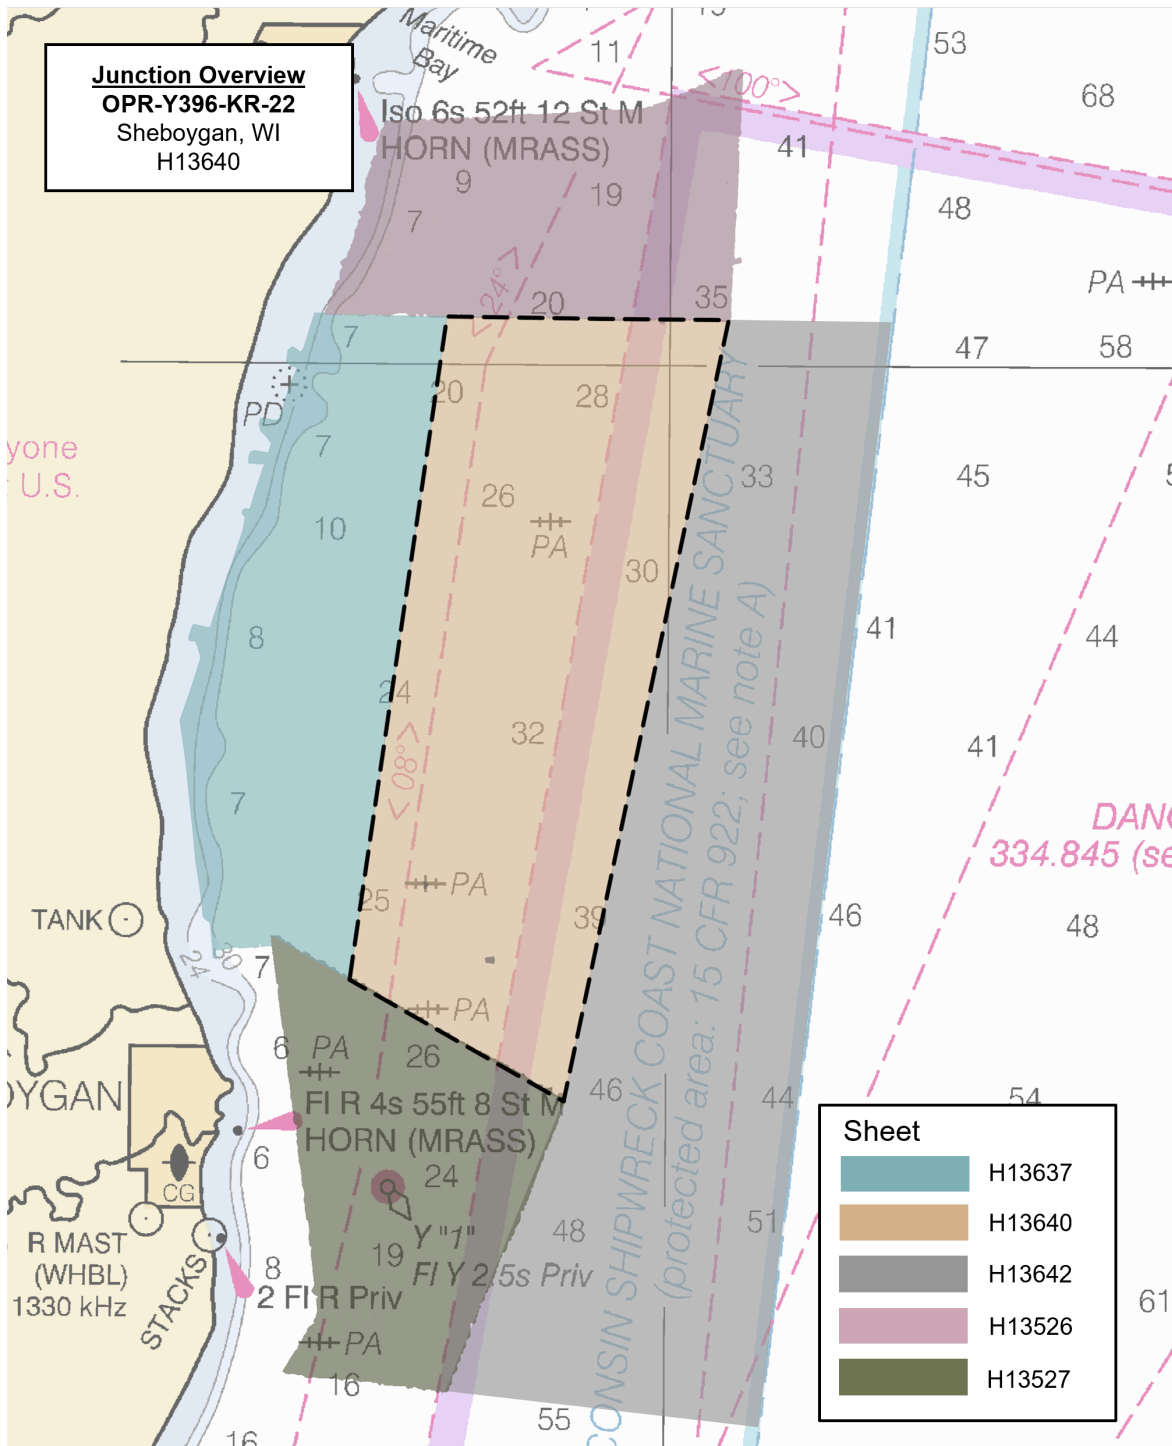 Junction Overview
OPR-Y396-KR-22
Sheboygan, WI
H13640
Maritime
Bay
11
53
68
<100°>
Iso 6s 52ft 12 St M
HORN (MRASS)
41
9
19
7
48
<24°>
PA
20
35
7
47
58
20
28
PD
7
yone
U.S.
33
45
26
10
PA
30
8
41
44
24
32
40
41
<08°>
7
DANG
334.845 (se
PA
25
39
46
48
TANK
24
30
7
PA
6
PA
26
46
44
54
OYGAN
Fl R 4s 55ft 8 St M
HORN (MRASS)
6
CG
24
Y "1"
48
51
19
Fl Y 2.5s Priv
R MAST
(WHBL)
1330 kHz
STACKS
8
2 Fl R Priv
61
PA
16
55
16
CONSIN SHIPWRECK COAST NATIONAL MARINE SANCTUARY
(protected area: 15 CFR 922; see note A)
Sheet
H13637
H13640
H13642
H13526
H13527